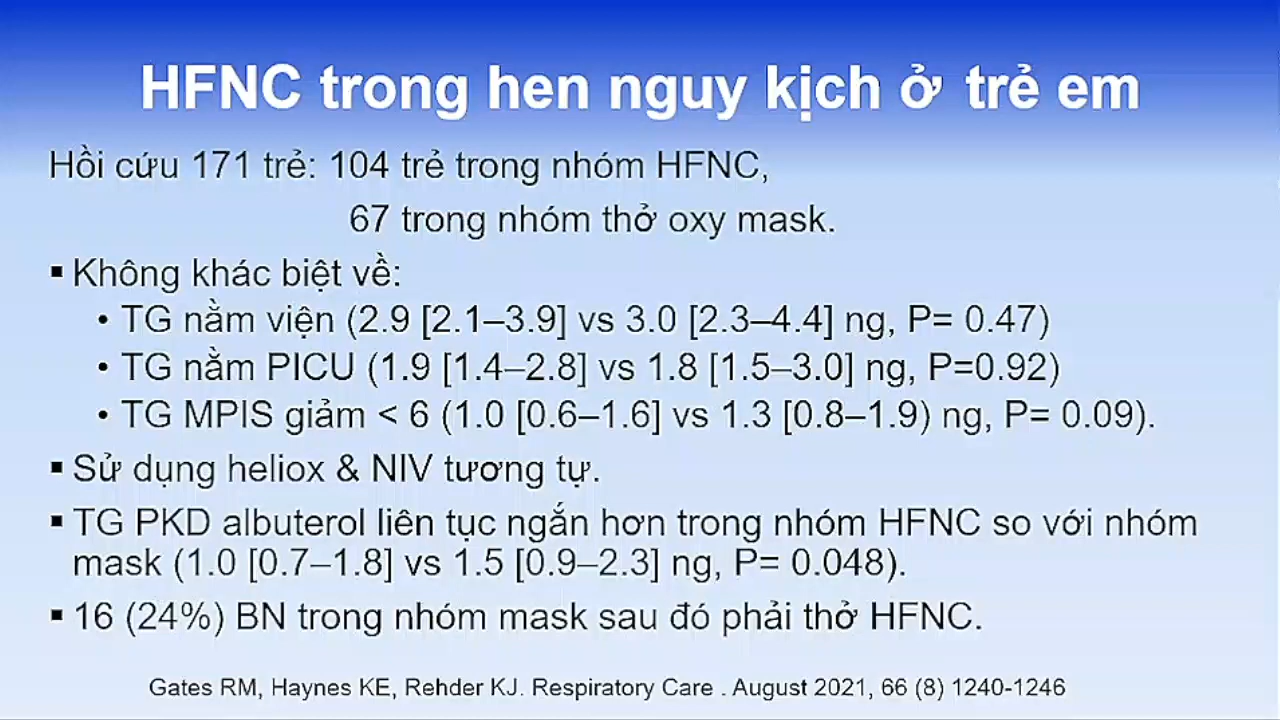 HFNC trong hen nguy kịch ở trẻ em
Hồi cứu 171 trẻ: 104 trẻ trong nhóm HFNC,
67 trong nhóm thở oxy mask.
▪ Không khác biệt về:
• TG nằm viện (2.9 [2.1–3.9] vs 3.0 [2.3–4.4] ng, P= 0.47)
• TG nằm PICU (1.9 [1.4–2.8] vs 1.8 [1.5–3.0] ng, P=0.92)
• TG MPIS giảm < 6 (1.0 [0.6–1.6] vs 1.3 [0.8–1.9) ng, P= 0.09).
▪ Sử dụng heliox & NIV tương tự.
▪ TG PKD albuterol liên tục ngắn hơn trong nhóm HFNC so với nhóm
mask (1.0 [0.7–1.8] vs 1.5 [0.9–2.3] ng, P= 0.048).
▪ 16 (24%) BN trong nhóm mask sau đó phải thở HFNC.
Gates RM, Haynes KE, Rehder KJ. Respiratory Care . August 2021, 66 (8) 1240-1246